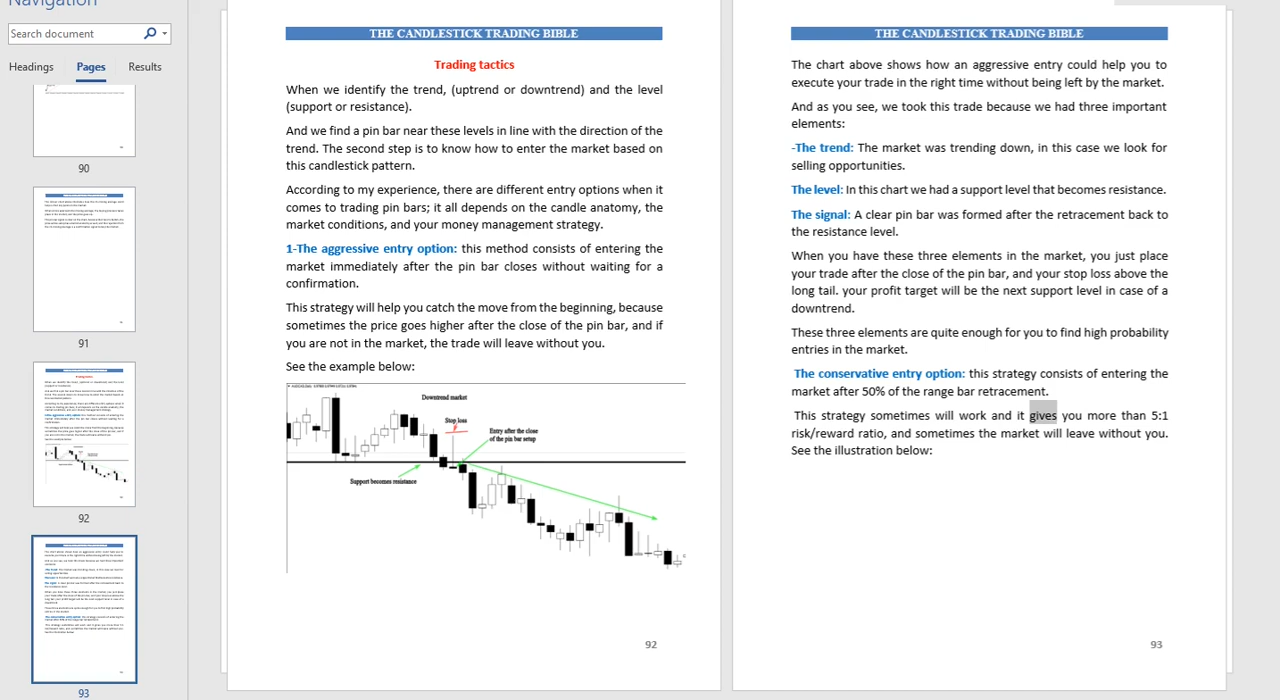 Navigation
Search document
Headings
Pages
Results
90
91
92
93
THE CANDLESTICK TRADING BIBLE
Trading tactics
When we identify the trend, (uptrend or downtrend) and the level
(support or resistance).
And we find a pin bar near these levels in line with the direction of the
trend. The second step is to know how to enter the market based on
this candlestick pattern.
According to my experience, there are different entry options when it
comes to trading pin bars; it all depends on the candle anatomy, the
market conditions, and your money management strategy.
1-The aggressive entry option: this method consists of entering the
market immediately after the pin bar closes without waiting for a
confirmation.
This strategy will help you catch the move from the beginning, because
sometimes the price goes higher after the close of the pin bar, and if
you are not in the market, the trade will leave without you.
See the example below:
Downtrend market
Stop loss
Entry after the close
of the pin bar setup
Support becomes resistance
92
THE CANDLESTICK TRADING BIBLE
The chart above shows how an aggressive entry could help you to
execute your trade in the right time without being left by the market.
And as you see, we took this trade because we had three important
elements:
-The trend: The market was trending down, in this case we look for
selling opportunities.
The level: In this chart we had a support level that becomes resistance.
The signal: A clear pin bar was formed after the retracement back to
the resistance level.
When you have these three elements in the market, you just place
your trade after the close of the pin bar, and your stop loss above the
long tail. your profit target will be the next support level in case of a
downtrend.
These three elements are quite enough for you to find high probability
entries in the market.
The conservative entry option: this strategy consists of entering the
market after 50% of the range bar retracement.
This strategy sometimes will work and it gives you more than 5:1
risk/reward ratio, and sometimes the market will leave without you.
See the illustration below:
93